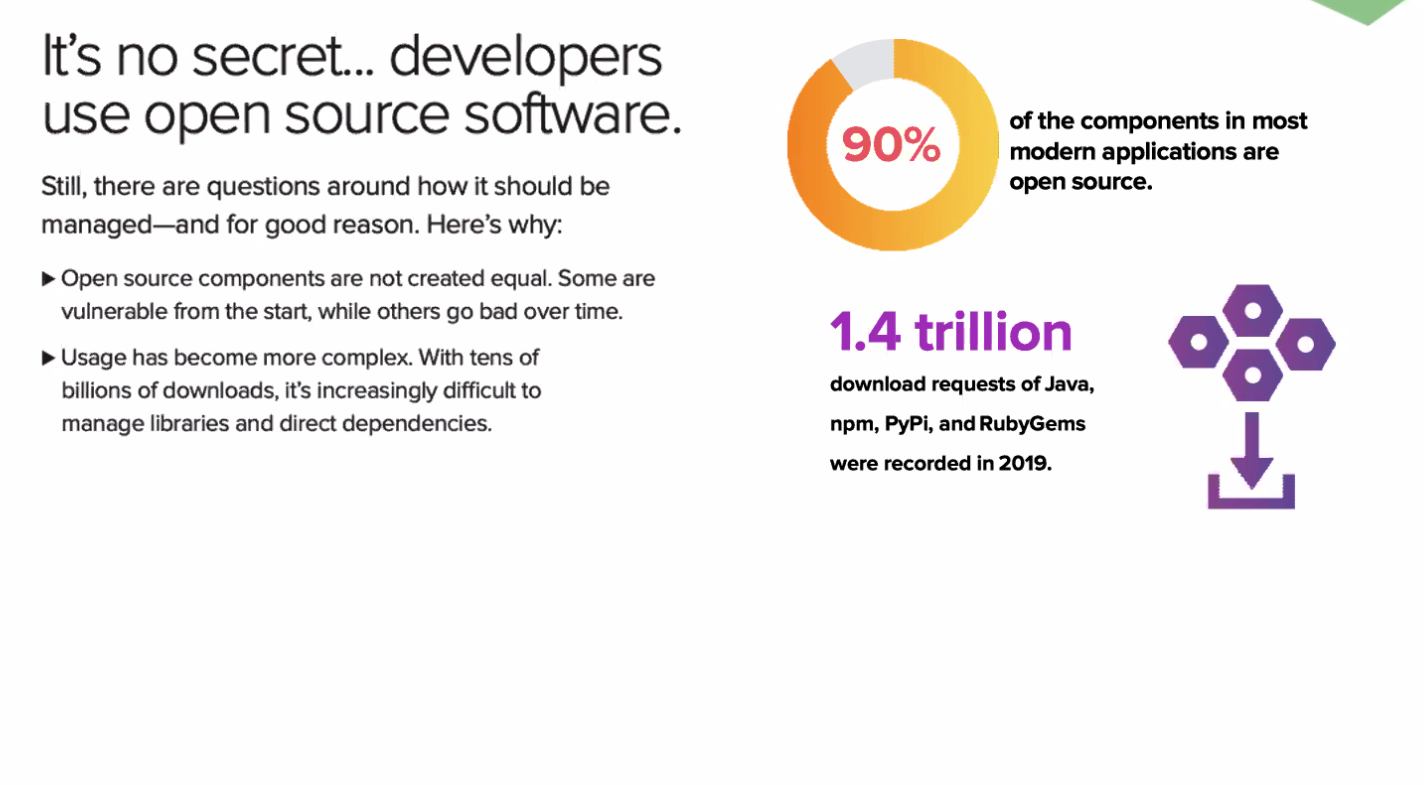 It's no secret... developers
use open source software.
Still, there are questions around how it should be
managed—and for good reason. Here's why:
▶ Open source components are not created equal. Some are
vulnerable from the start, while others go bad over time.
▶ Usage has become more complex. With tens of
billions of downloads, it's increasingly difficult to
manage libraries and direct dependencies.
90%
of the components in most
modern applications are
open source.
1.4 trillion
download requests of Java,
npm, PyPi, and RubyGems
were recorded in 2019.